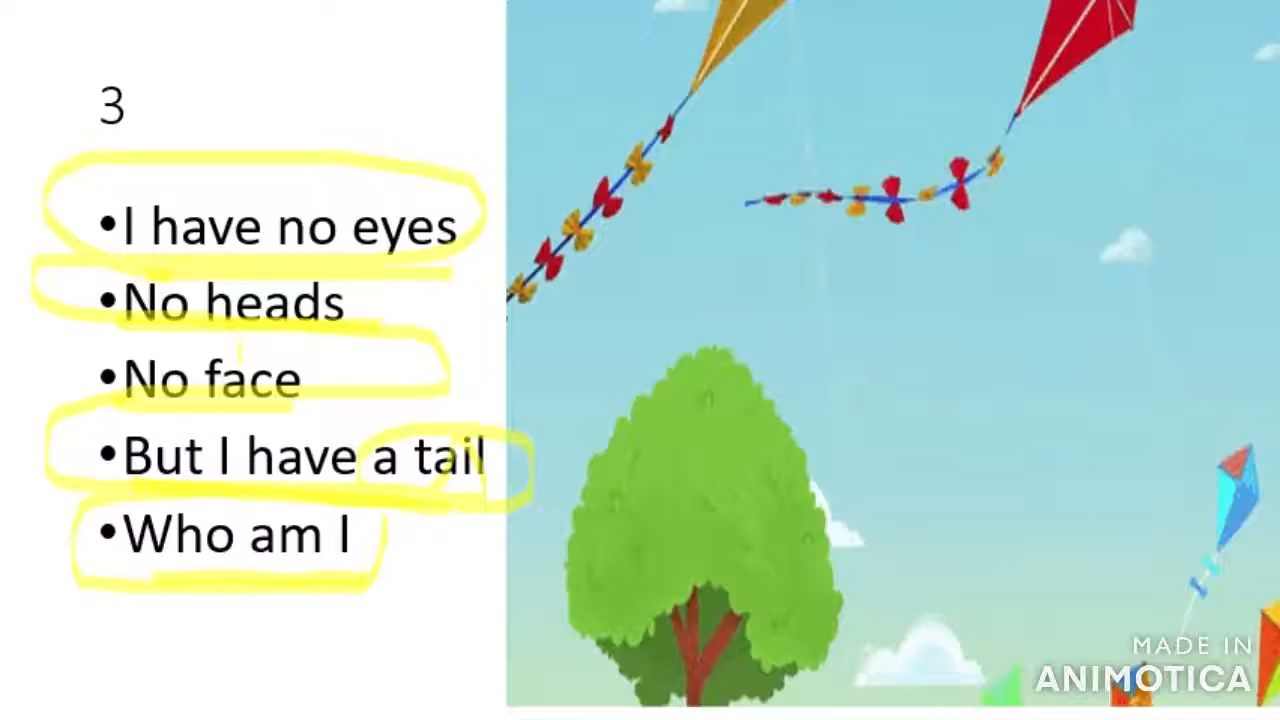 3
•I have no eyes
•No heads
•No face
•But I have a tail
•Who am I
MADE IN
ANIMOTICA